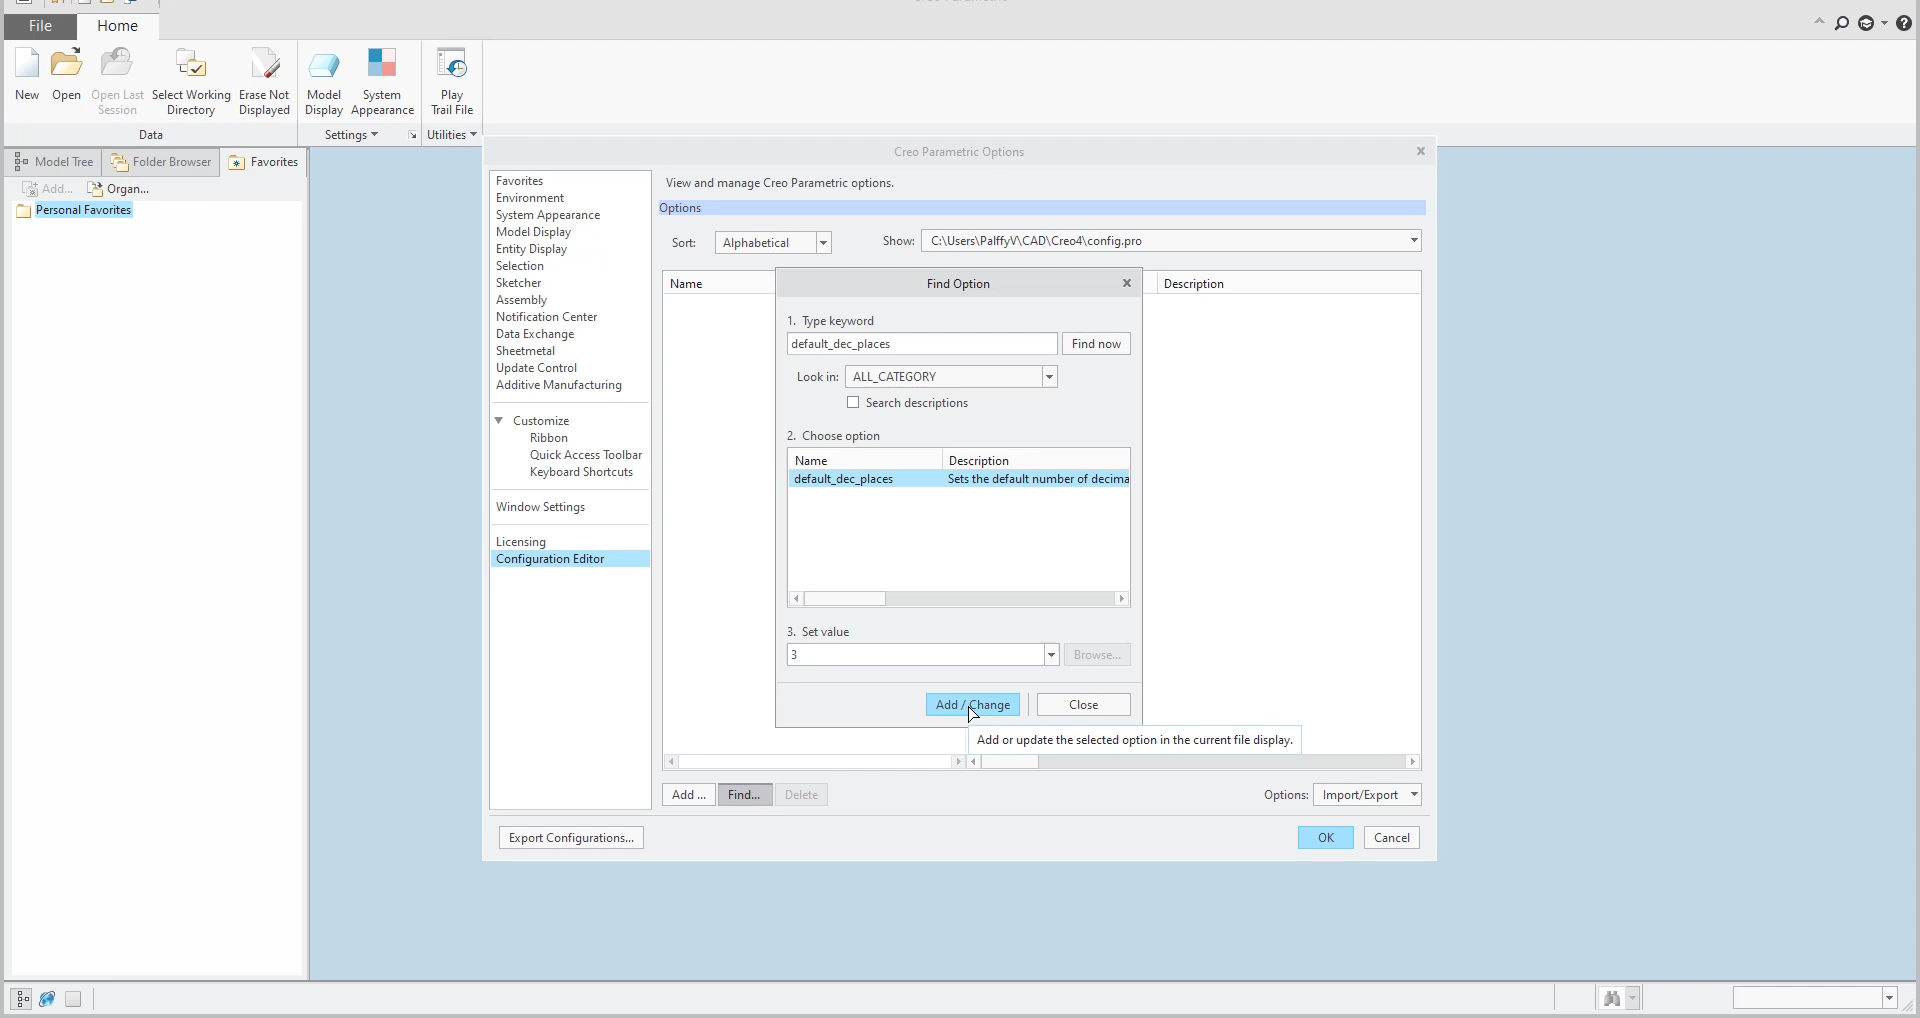 File
Home
New
Open
Open Last
Session
Select Working
Directory
Erase Not
Displayed
Model
Display
System
Appearance
Play
Trail File
Data
Settings
Utilities
Model Tree
Folder Browser
Favorites
Add...
Organ...
Personal Favorites
Creo Parametric Options
Favorites
Environment
System Appearance
Model Display
Entity Display
Selection
Sketcher
Assembly
Notification Center
Data Exchange
Sheetmetal
Update Control
Additive Manufacturing
Customize
Ribbon
Quick Access Toolbar
Keyboard Shortcuts
Window Settings
Licensing
Configuration Editor
View and manage Creo Parametric options.
Options
Sort: Alphabetical
Show: C:\Users\PalffyV\CAD\Creo4\config.pro
Name
Description
Find Option
1. Type keyword
default_dec_places
Find now
Look in: ALL_CATEGORY
Search descriptions
2. Choose option
Name Description
default_dec_places Sets the default number of decima
3. Set value
3
Browse...
Add / Change
Close
Add or update the selected option in the current file display.
Add ...
Find...
Delete
Options: Import/Export
Export Configurations...
OK
Cancel